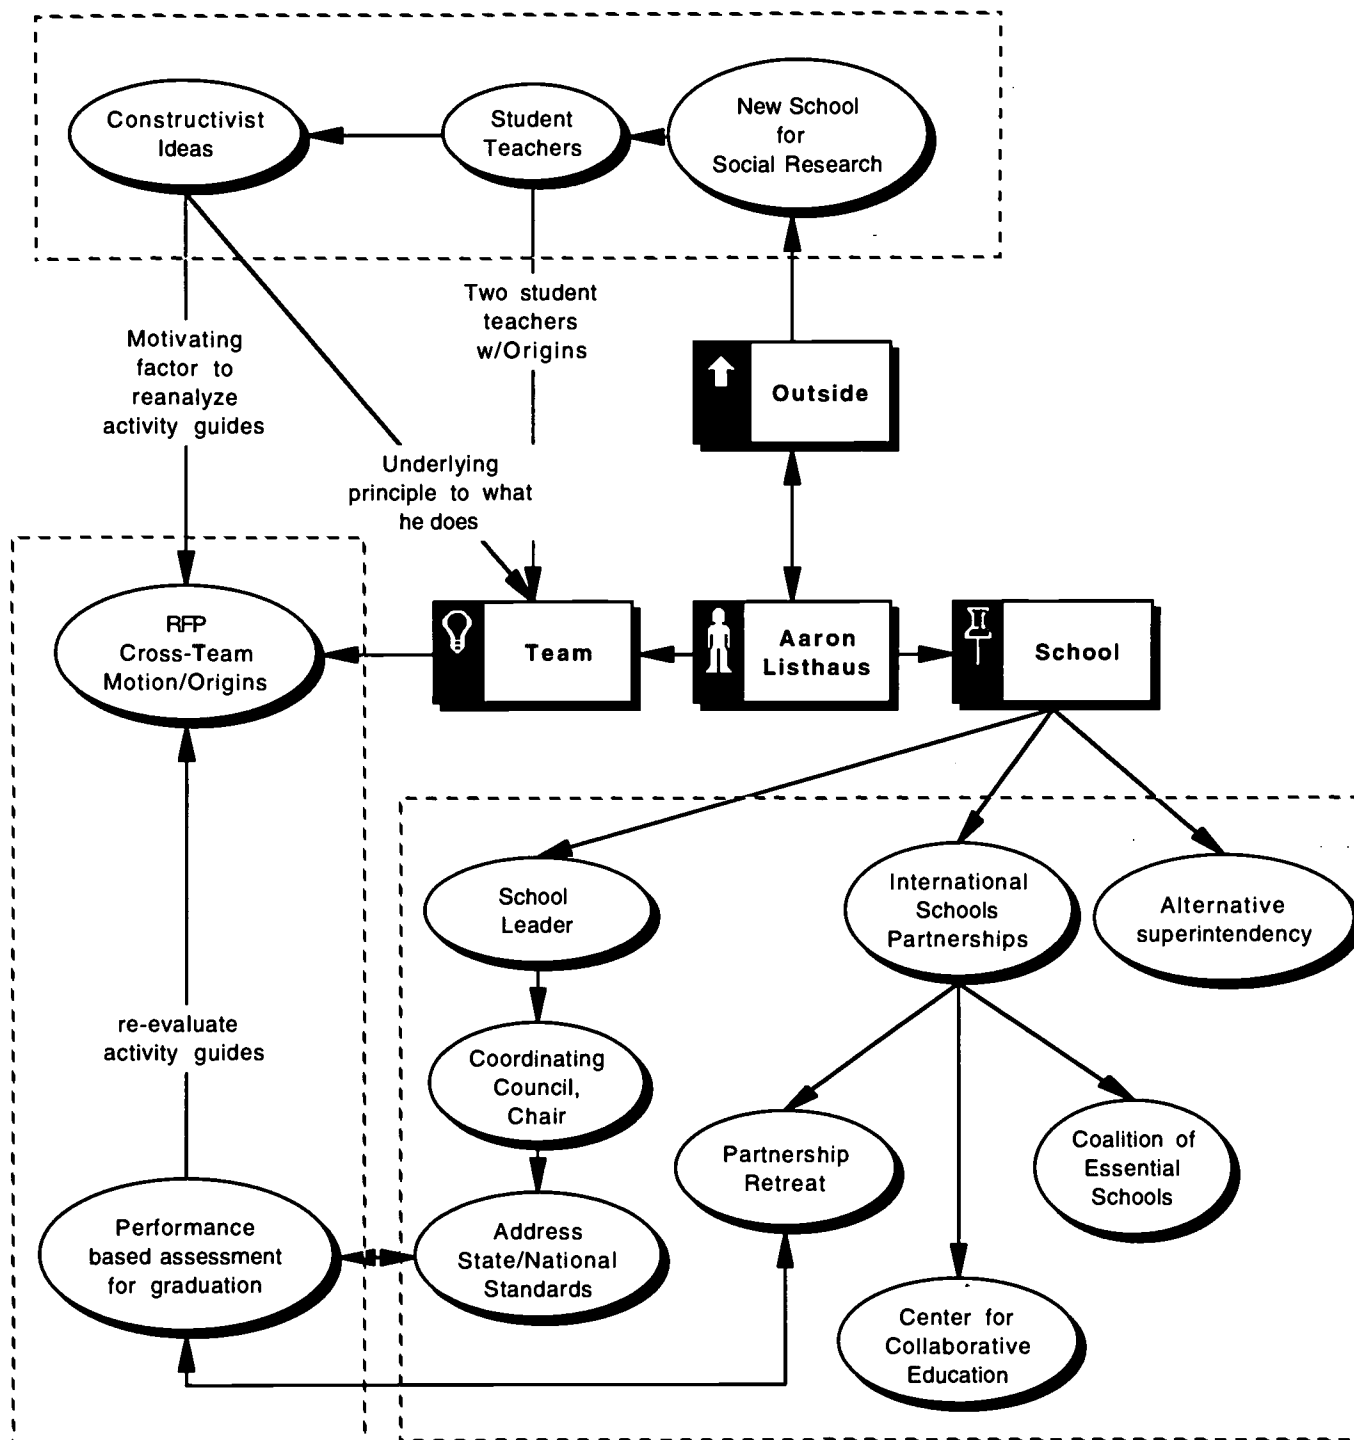 Constructivist
Ideas
Student
Teachers
New School
for
Social Research
Two student
teachers
w/Origins
Motivating
factor to
reanalyze
activity guides
Outside
Underlying
principle to what
he does
RFP
Cross-Team
Motion/Origins
Team
Aaron
Listhaus
School
School
Leader
International
Schools
Partnerships
Alternative
superintendency
re-evaluate
activity guides
Coordinating
Council,
Chair
Partnership
Retreat
Coalition of
Essential
Schools
Performance
based assessment
for graduation
Address
State/National
Standards
Center for
Collaborative
Education